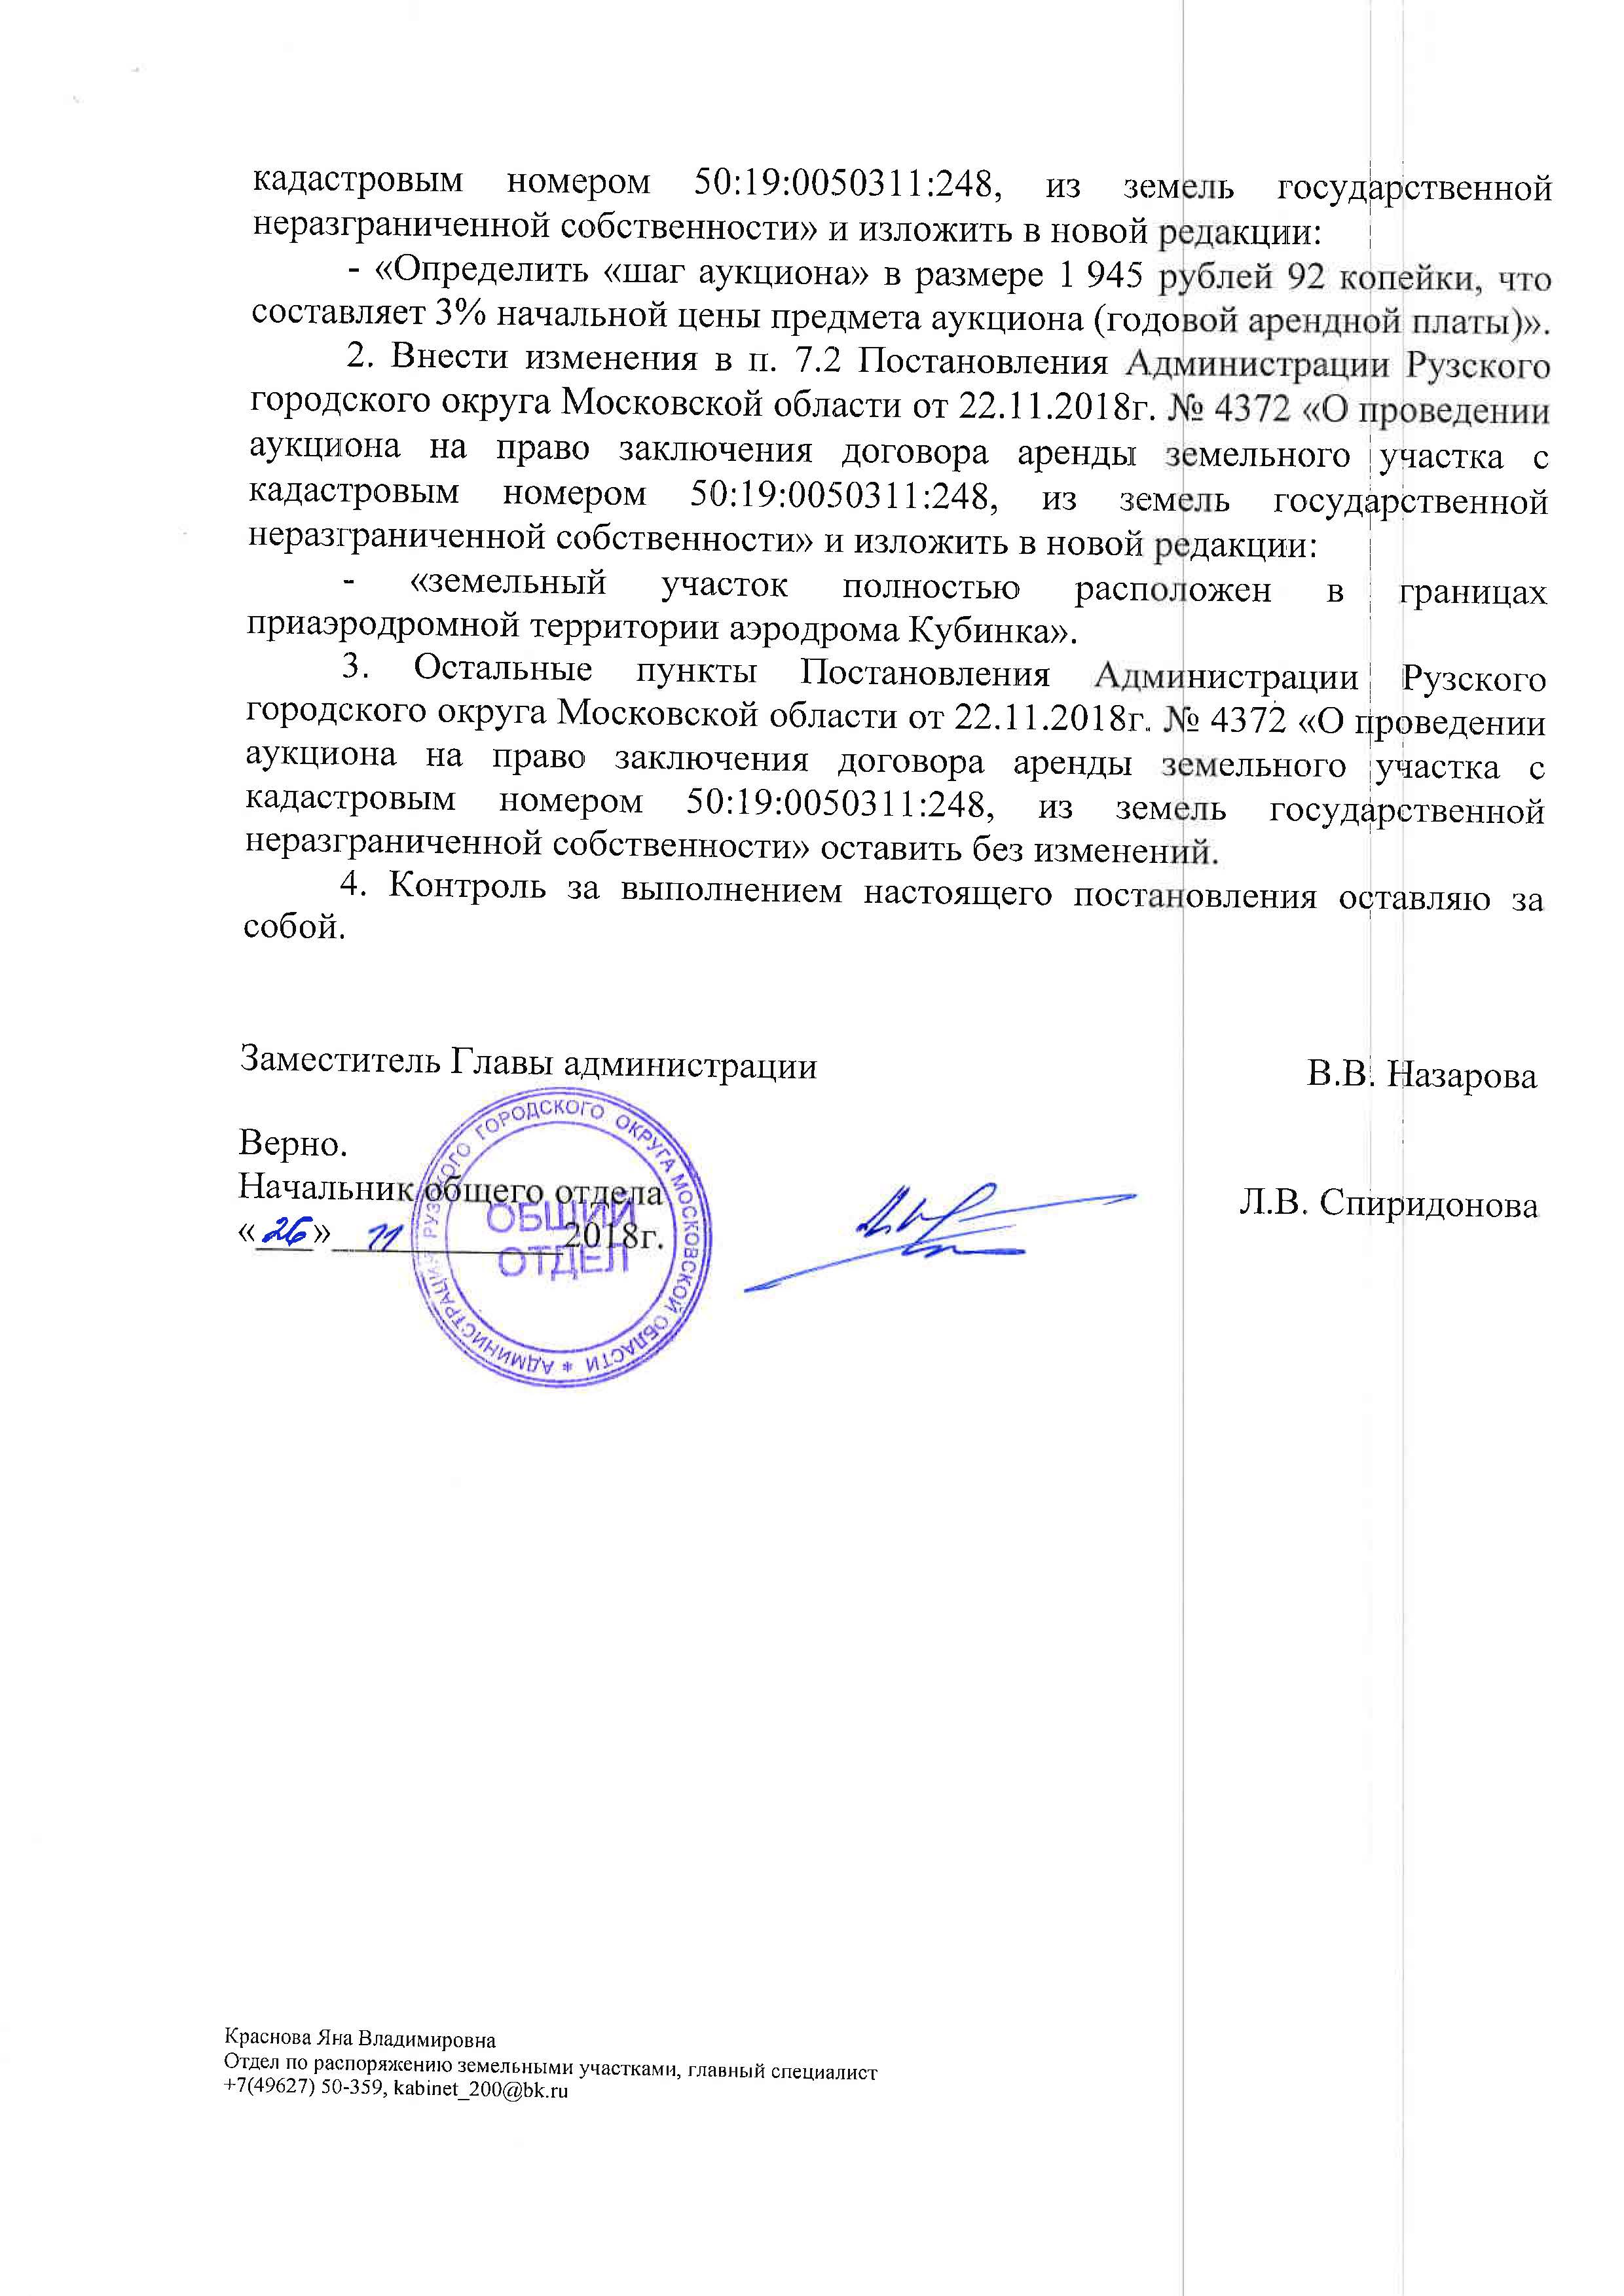 кадастровым номером 50:19:0050311:248, из земель государственной
неразграниченной собственности» и изложить в новой редакции:
- «Определить «шаг аукциона» в размере 1 945 рублей 92 копейки, что
составляет 3% начальной цены предмета аукциона (годовой арендной платы)».
2. Внести изменения в п. 7.2 Постановления Администрации Рузского
городского округа Московской области от 22.11.2018г. № 4372 «О проведении
аукциона на право заключения договора аренды земельного участка с
кадастровым номером 50:19:0050311:248, из земель государственной
неразграниченной собственности» и изложить в новой редакции:
- «земельный участок полностью расположен в границах
приаэродромной территории аэродрома Кубинка».
3. Остальные пункты Постановления Администрации Рузского
городского округа Московской области от 22.11.2018г. № 4372 «О проведении
аукциона на право заключения договора аренды земельного участка с
кадастровым номером 50:19:0050311:248, из земель государственной
неразграниченной собственности» оставить без изменений.
4. Контроль за выполнением настоящего постановления оставляю за
собой.
Заместитель Главы администрации В.В. Назарова
Верно.
Начальник общего отдела Л.В. Спиридонова
«26» 11 2018г.
АДМИНИСТРАЦИЯ РУЗСКОГО ГОРОДСКОГО ОКРУГА МОСКОВСКОЙ ОБЛАСТИ *
ОБЩИЙ
ОТДЕЛ
Краснова Яна Владимировна
Отдел по распоряжению земельными участками, главный специалист
+7(49627) 50-359, kabinet_200@bk.ru